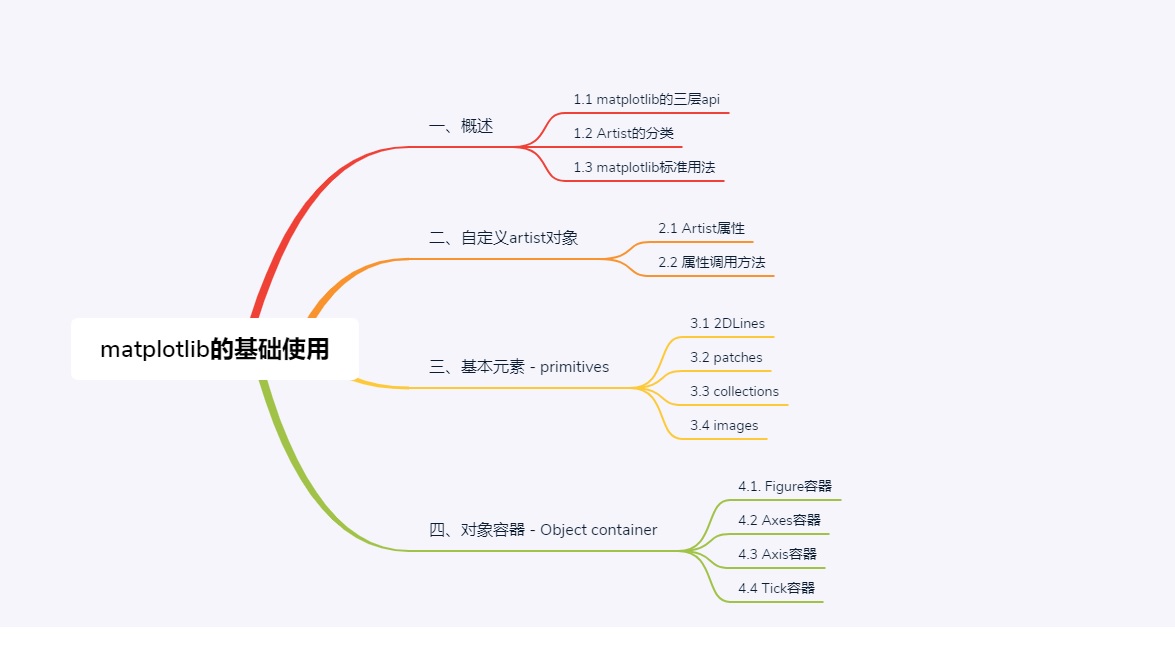 matplotlib的基础使用
一、概述
1.1 matplotlib的三层api
1.2 Artist的分类
1.3 matplotlib标准用法
二、自定义artist对象
2.1 Artist属性
2.2 属性调用方法
三、基本元素 - primitives
3.1 2DLines
3.2 patches
3.3 collections
3.4 images
四、对象容器 - Object container
4.1. Figure容器
4.2 Axes容器
4.3 Axis容器
4.4 Tick容器